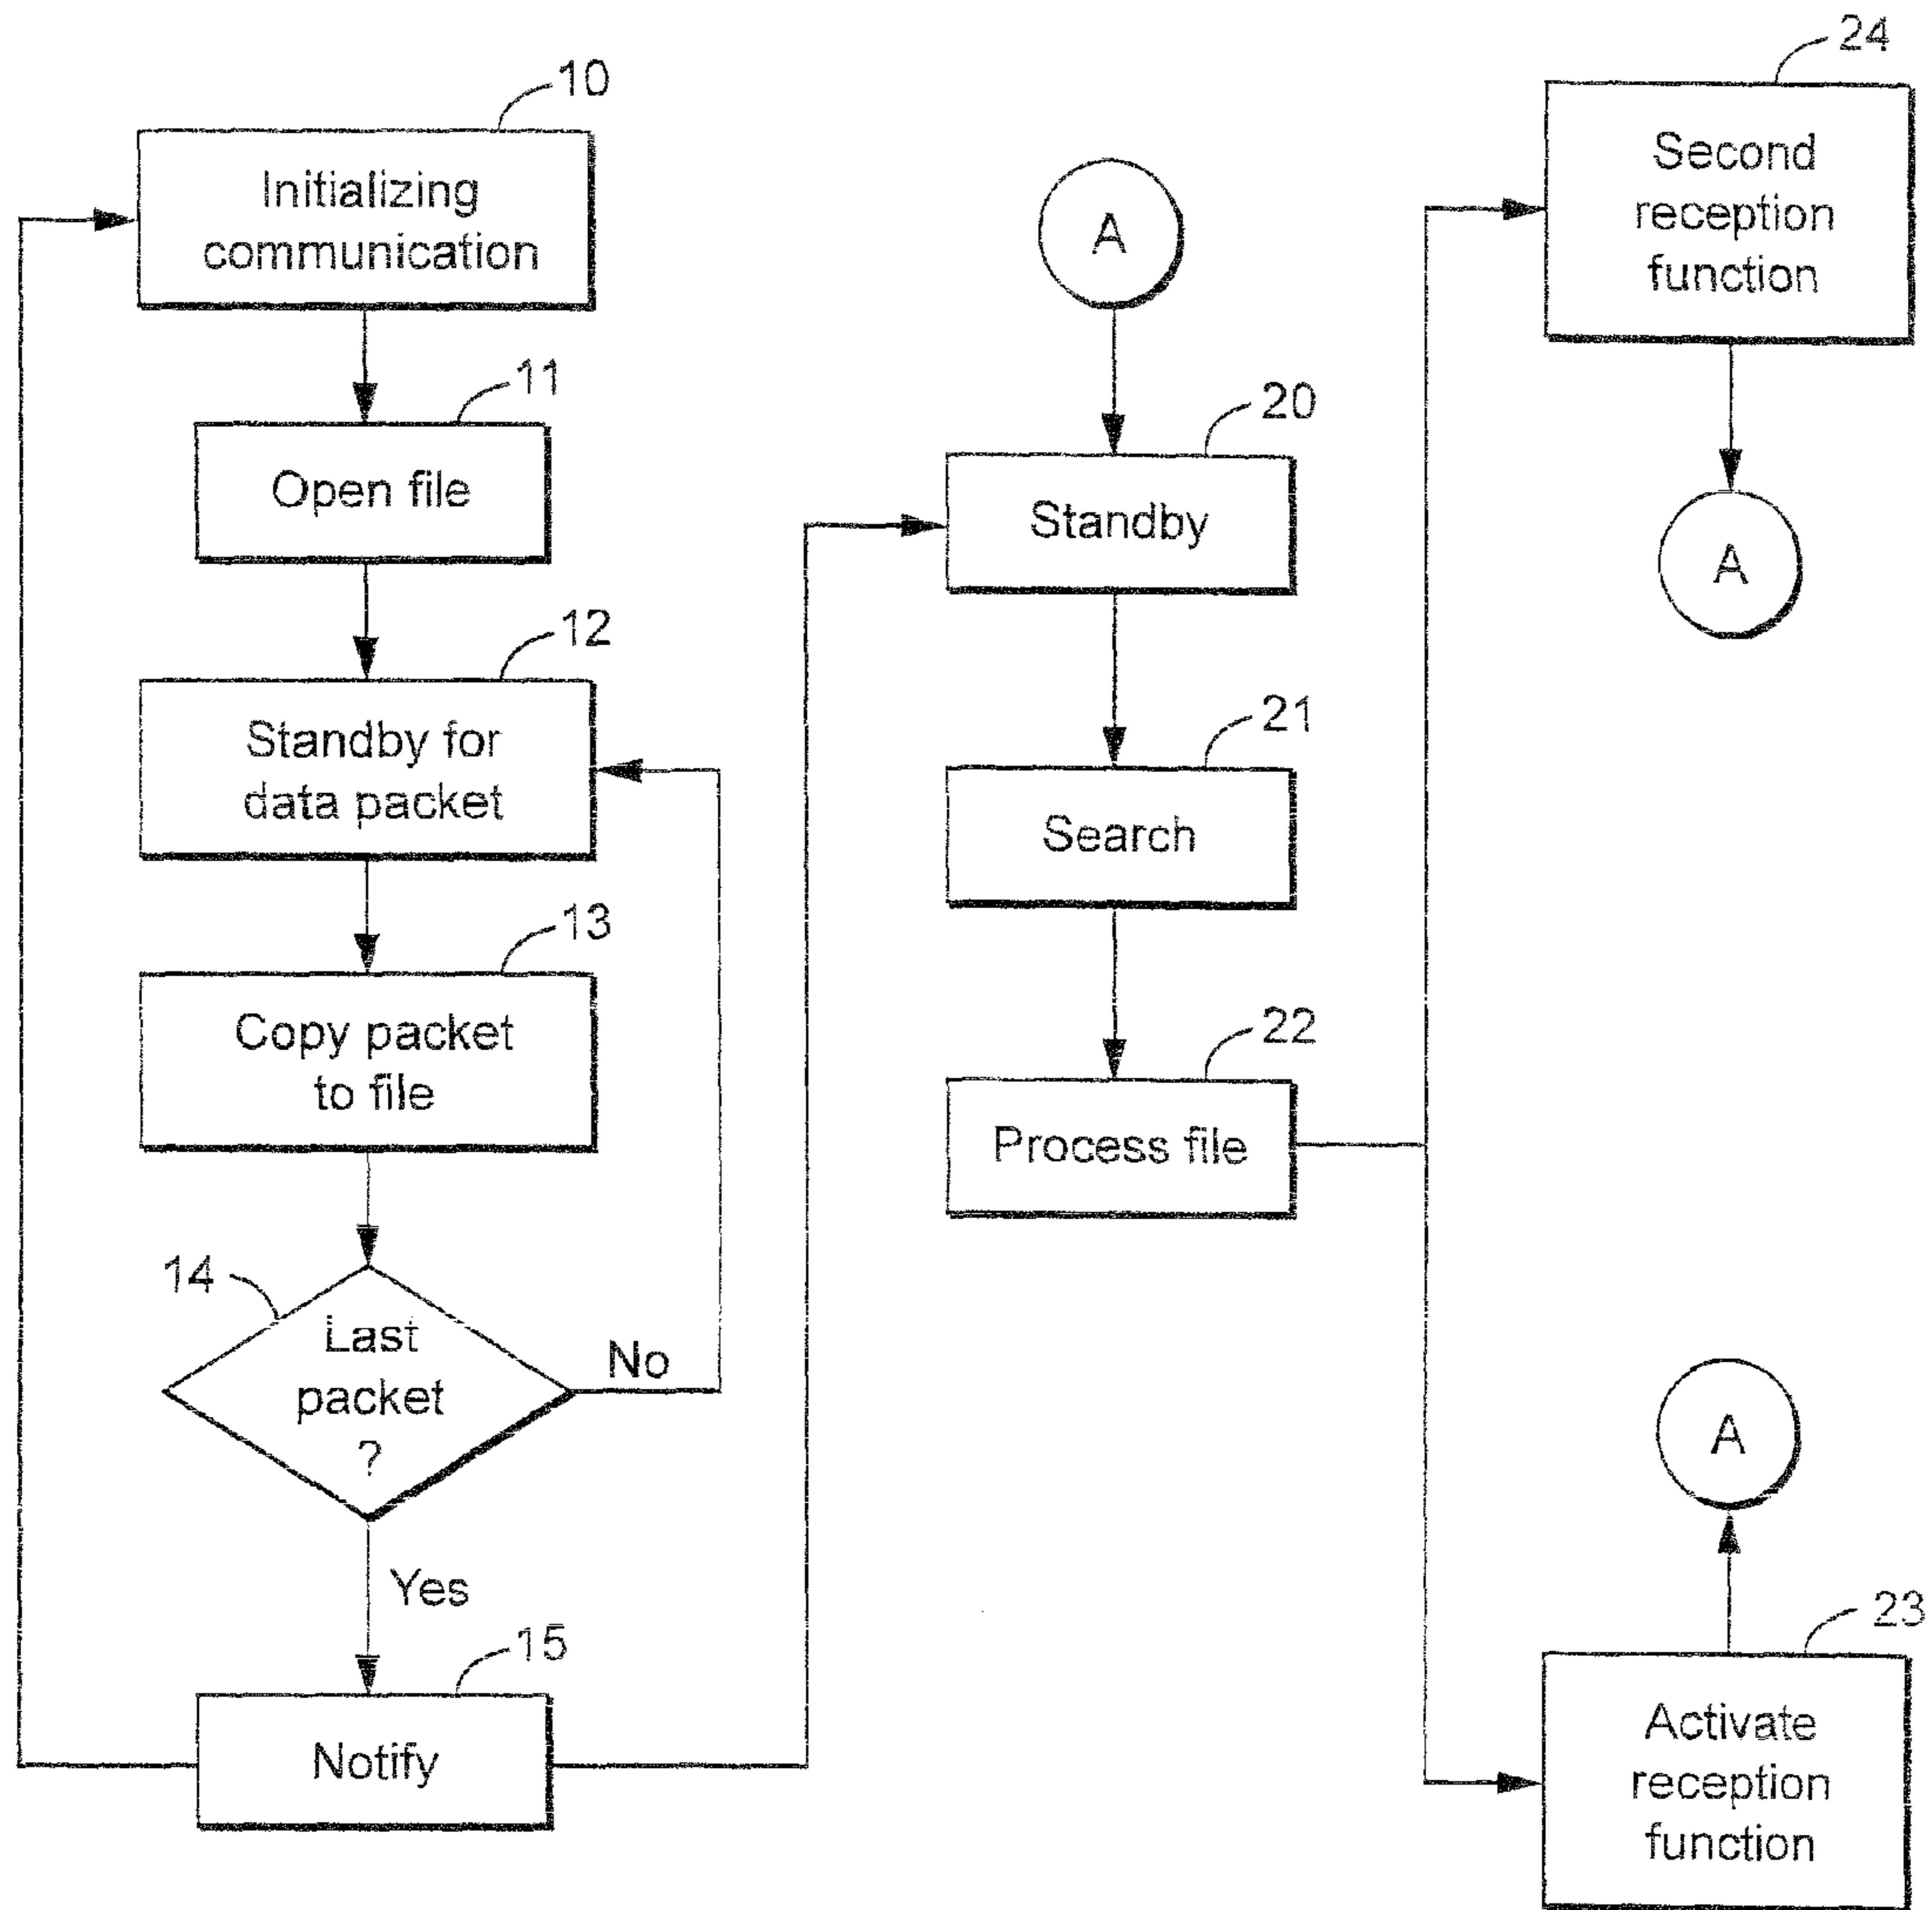 10
Initializing
communication
11
Open file
12
Standby for
data packet
13
Copy packet
to file
14
Last
packet
?
No
Yes
15
Notify
A
20
Standby
21
Search
22
Process file
24
Second
reception
function
A
A
23
Activate
reception
function